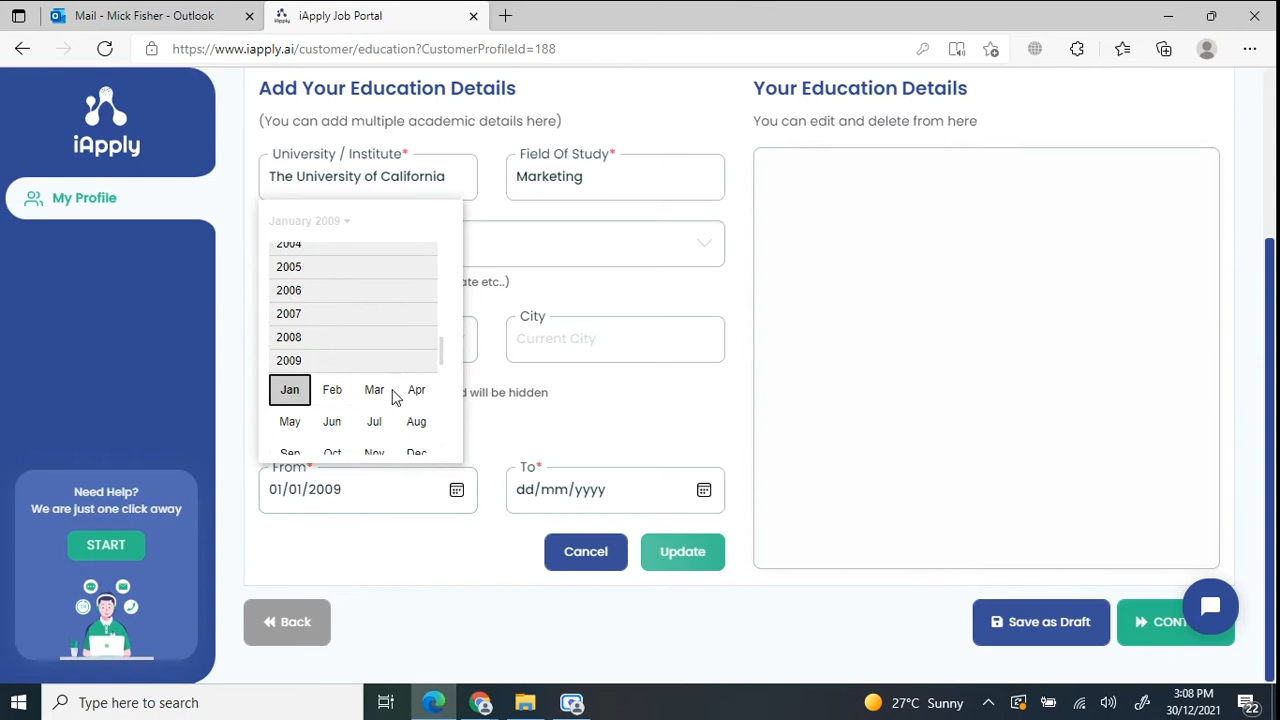 Mail - Mick Fisher - Outlook
iApply Job Portal
https://www.iapply.ai/customer/education?CustomerProfileId=188
iApply
My Profile
Need Help?
We are just one click away
START
Add Your Education Details
(You can add multiple academic details here)
University / Institute*
The University of California
Field Of Study*
Marketing
January 2009
2004
2005
2006
2007
2008
2009
Jan Feb Mar Apr
May Jun Jul Aug
Sep Oct Nov Dec
ate etc..)
City
Current City
d will be hidden
From*
01/01/2009
To*
dd/mm/yyyy
Cancel
Update
Your Education Details
You can edit and delete from here
Back
Save as Draft
CONT
Type here to search
27°C Sunny
3:08 PM
30/12/2021
22